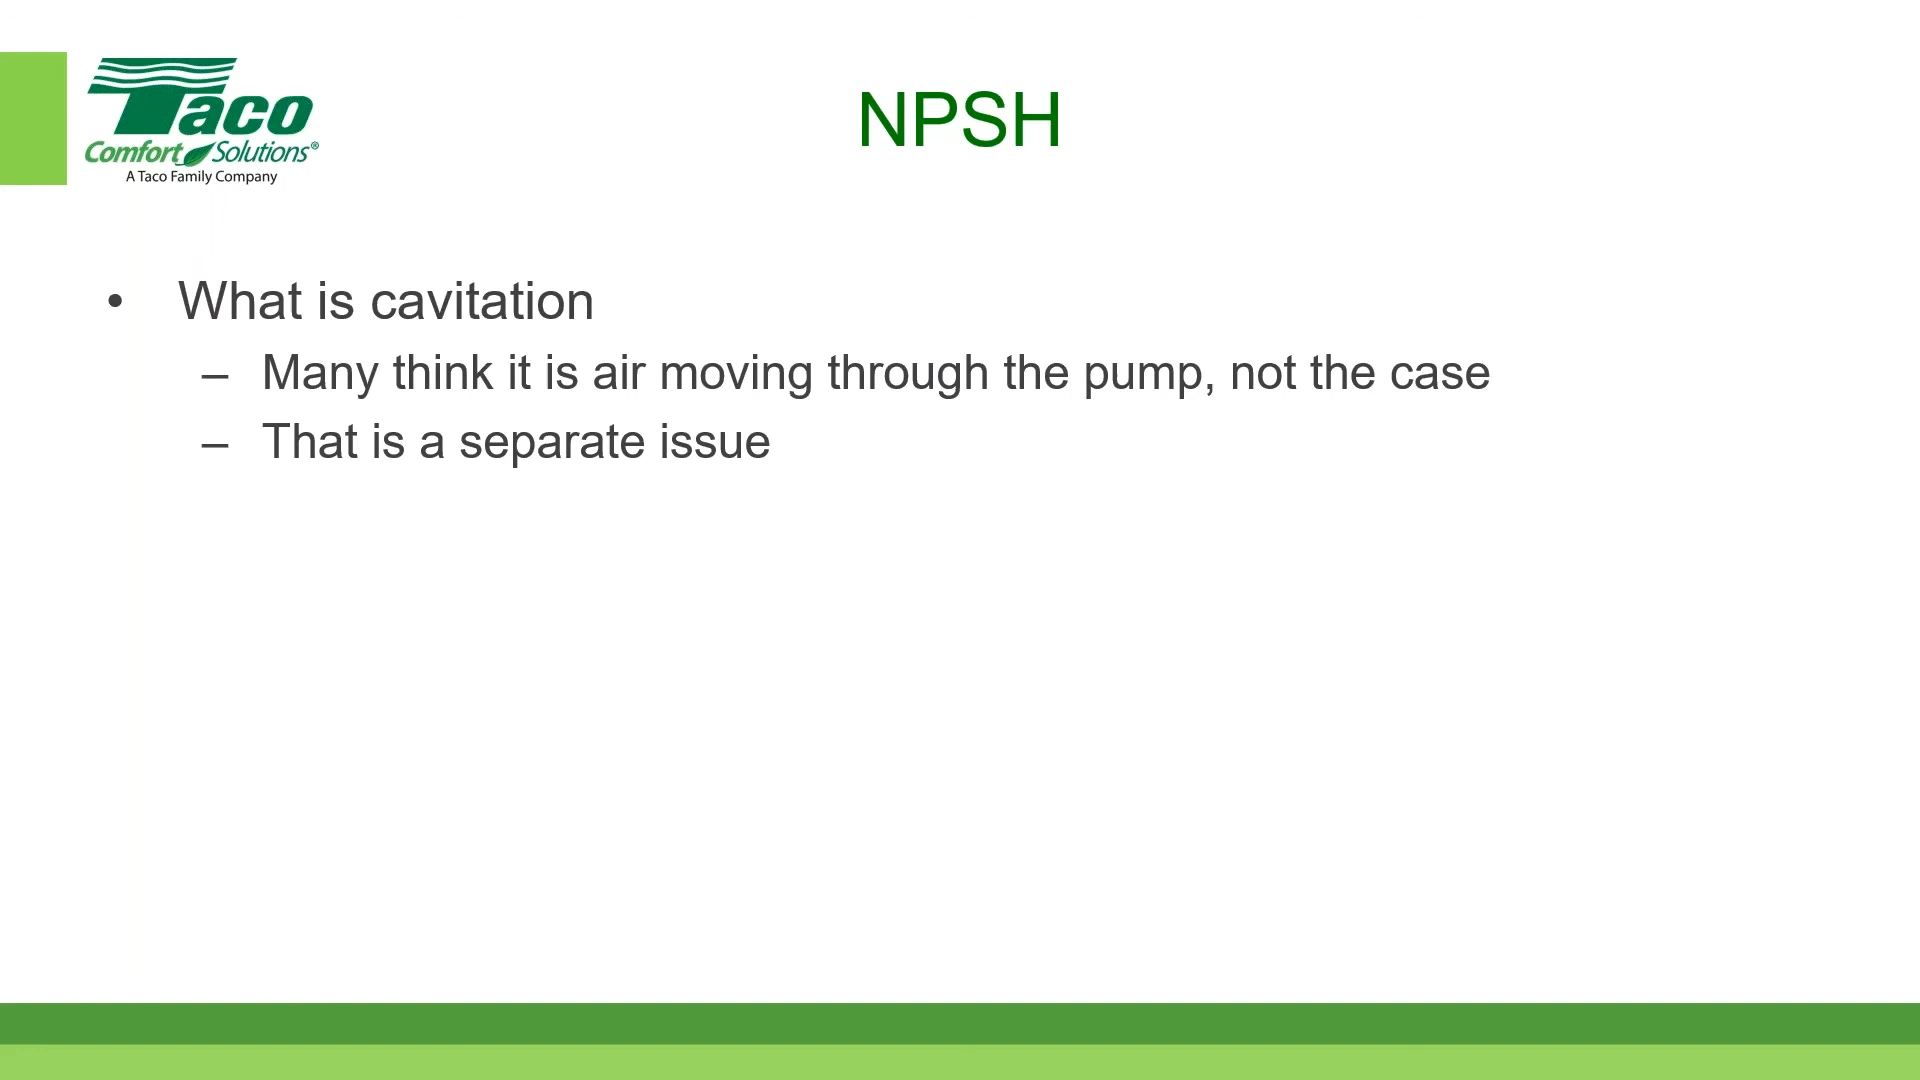 Taco
Comfort Solutions®
A Taco Family Company
NPSH
• What is cavitation
– Many think it is air moving through the pump, not the case
– That is a separate issue